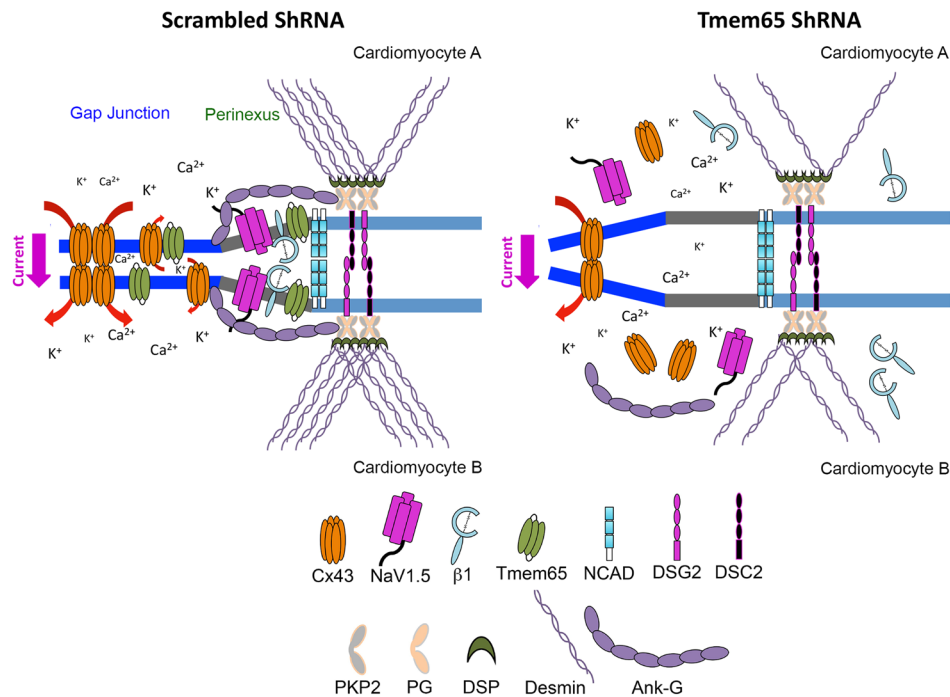 Scrambled ShRNA
Tmem65 ShRNA
Cardiomyocyte A
Cardiomyocyte A
Gap Junction
Perinexus
K+
K+
Ca2+
K+
Ca2+
K+
Current
Ca2+
K+
K+
K+
Ca2+
Ca2+
K+
K+
K+
Ca2+
Ca2+
K+
K+
Ca2+
Current
Ca2+
K+
K+
K+
Cardiomyocyte B
Cardiomyocyte B
Cx43
NaV1.5
β1
Tmem65
NCAD
DSG2
DSC2
PKP2
PG
DSP
Desmin
Ank-G